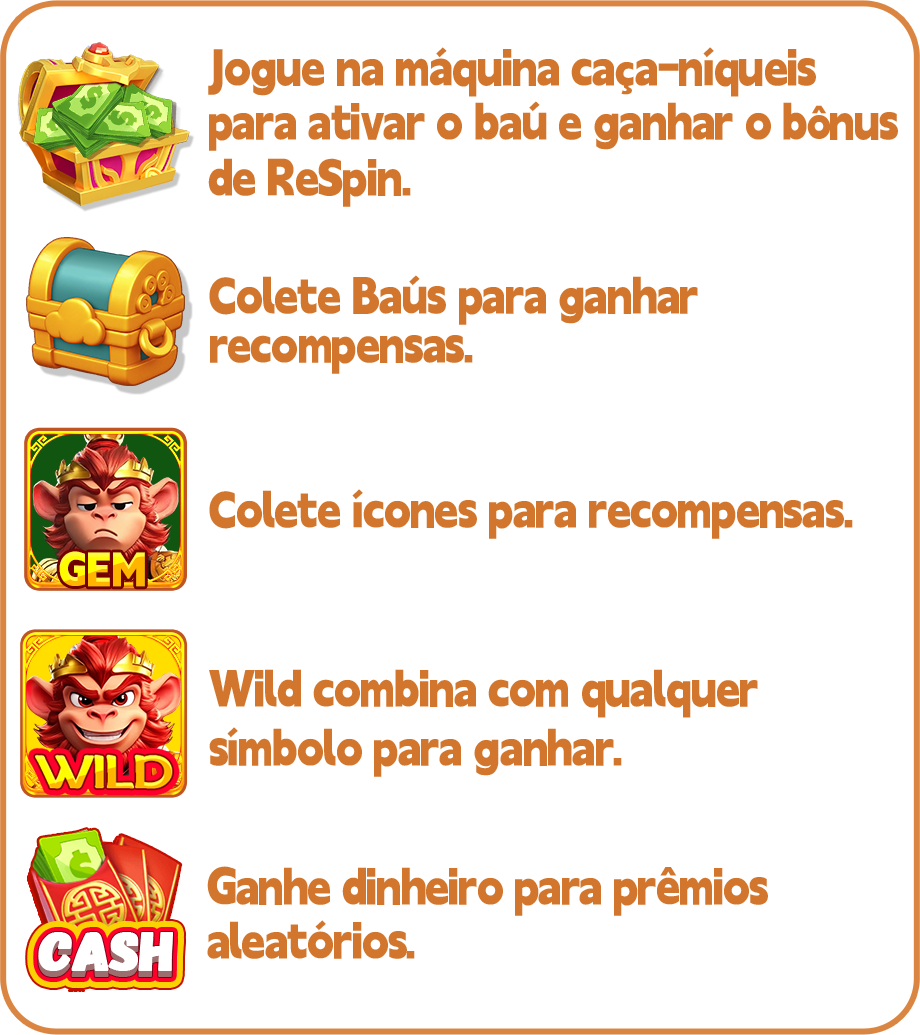 Jogue na máquina caça-níqueis
para ativar o baú e ganhar o bônus
de ReSpin.
Colete Baús para ganhar
recompensas.
GEM
Colete ícones para recompensas.
WILD
Wild combina com qualquer
símbolo para ganhar.
CASH
Ganhe dinheiro para prêmios
aleatórios.